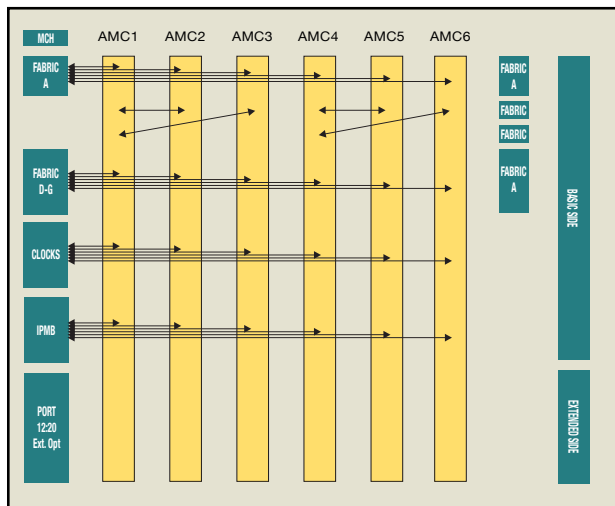 MCH
AMC1 AMC2 AMC3 AMC4 AMC5 AMC6
FABRIC
A
FABRIC
D-G
CLOCKS
IPMB
PORT
12:20
Ext. Opt
FABRIC
A
FABRIC
FABRIC
FABRIC
A
BASIC SIDE
EXTENDED SIDE